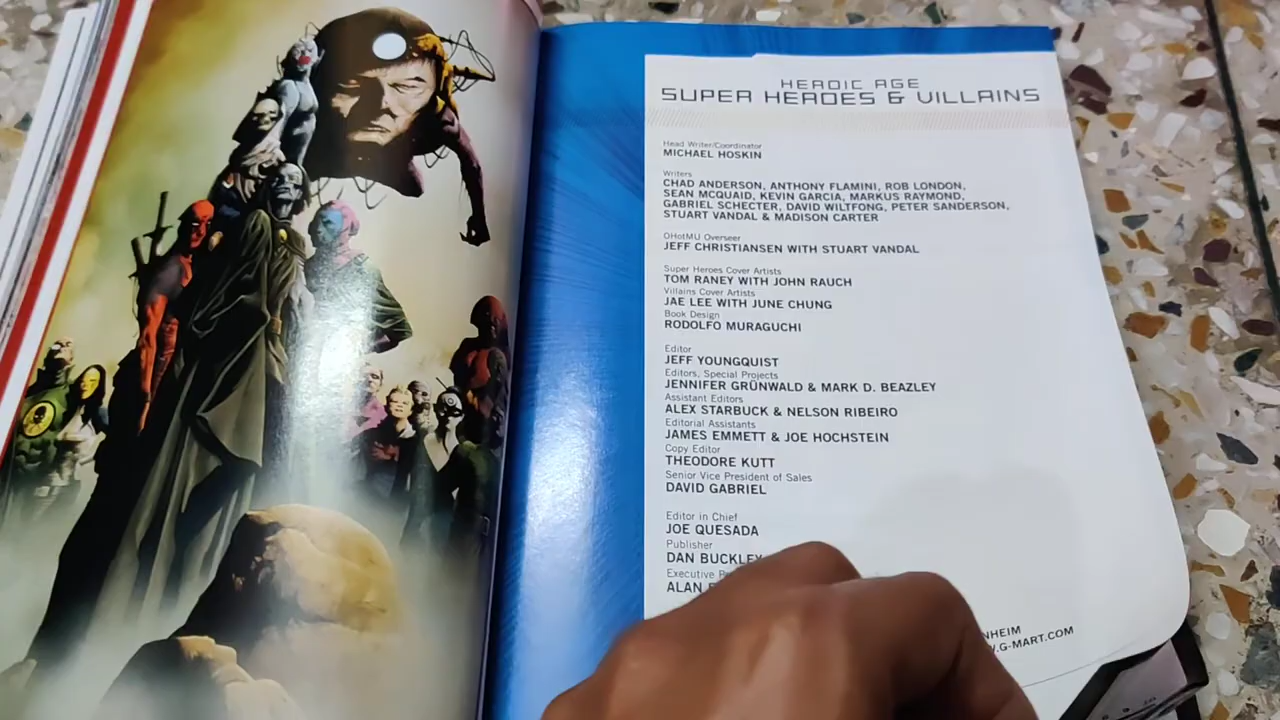 HEROIC AGE
SUPER HEROES & VILLAINS
Head Writer/Coordinator
MICHAEL HOSKIN
Writers
CHAD ANDERSON, ANTHONY FLAMINI, ROB LONDON,
SEAN MCQUAID, KEVIN GARCIA, MARKUS RAYMOND,
GABRIEL SCHECTER, DAVID WILTFONG, PETER SANDERSON,
STUART VANDAL & MADISON CARTER
OHotMU Overseer
JEFF CHRISTIANSEN WITH STUART VANDAL
Super Heroes Cover Artists
TOM RANEY WITH JOHN RAUCH
Villains Cover Artists
JAE LEE WITH JUNE CHUNG
Book Design
RODOLFO MURAGUCHI
Editor
JEFF YOUNGQUIST
Editors, Special Projects
JENNIFER GRÜNWALD & MARK D. BEAZLEY
Assistant Editors
ALEX STARBUCK & NELSON RIBEIRO
Editorial Assistants
JAMES EMMETT & JOE HOCHSTEIN
Copy Editor
THEODORE KUTT
Senior Vice President of Sales
DAVID GABRIEL
Editor in Chief
JOE QUESADA
Publisher
DAN BUCKLEY
Executive
ALAN
NHEIM
W.G-MART.COM